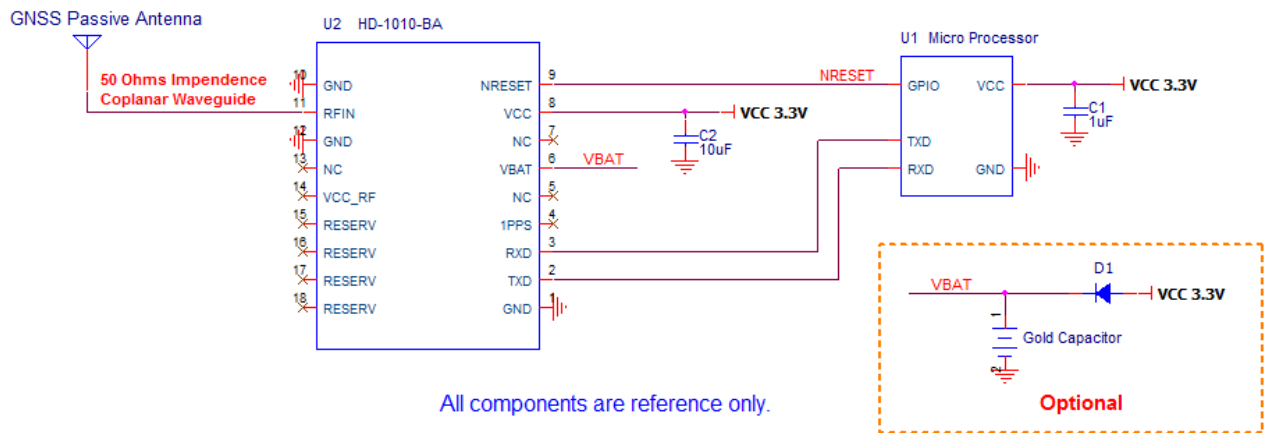 GNSS Passive Antenna
50 Ohms Impendence
Coplanar Waveguide
U2 HD-1010-BA
10 GND
11 RFIN
12 GND
13 NC
14 VCC_RF
15 RESERV
16 RESERV
17 RESERV
18 RESERV
NRESET 9
VCC 8
NC 7
VBAT 6
NC 5
1PPS 4
RXD 3
TXD 2
GND 1
VCC 3.3V
C2
10uF
VBAT
NRESET
U1 Micro Processor
GPIO VCC
TXD
RXD GND
VCC 3.3V
C1
1uF
VBAT
D1
VCC 3.3V
1
Gold Capacitor
2
Optional
All components are reference only.